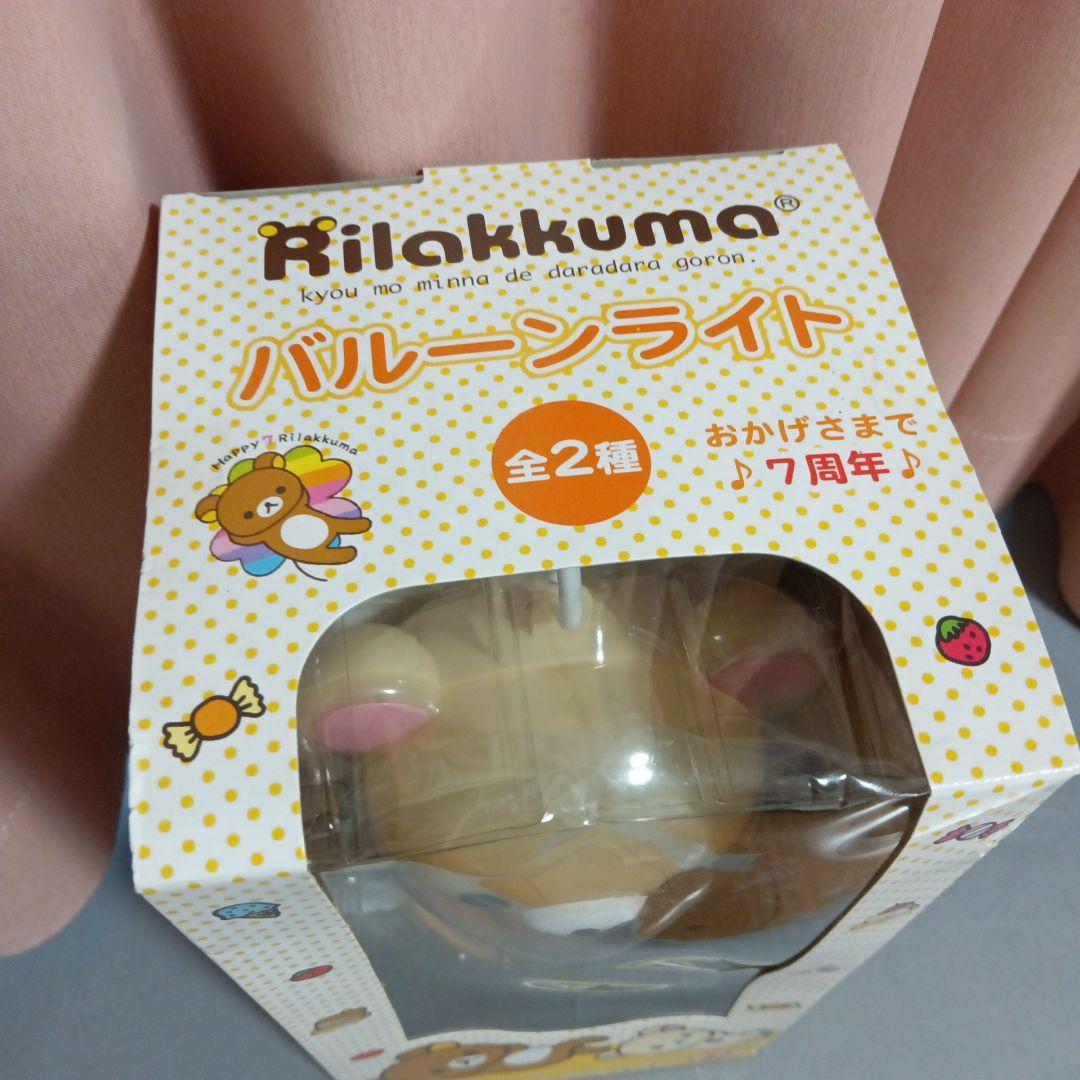 Rilakkuma®
kyou mo minna de daradara goron.
バルーンライト
Happy 7 Rilakkuma
全2種
おかげさまで
♪7周年♪